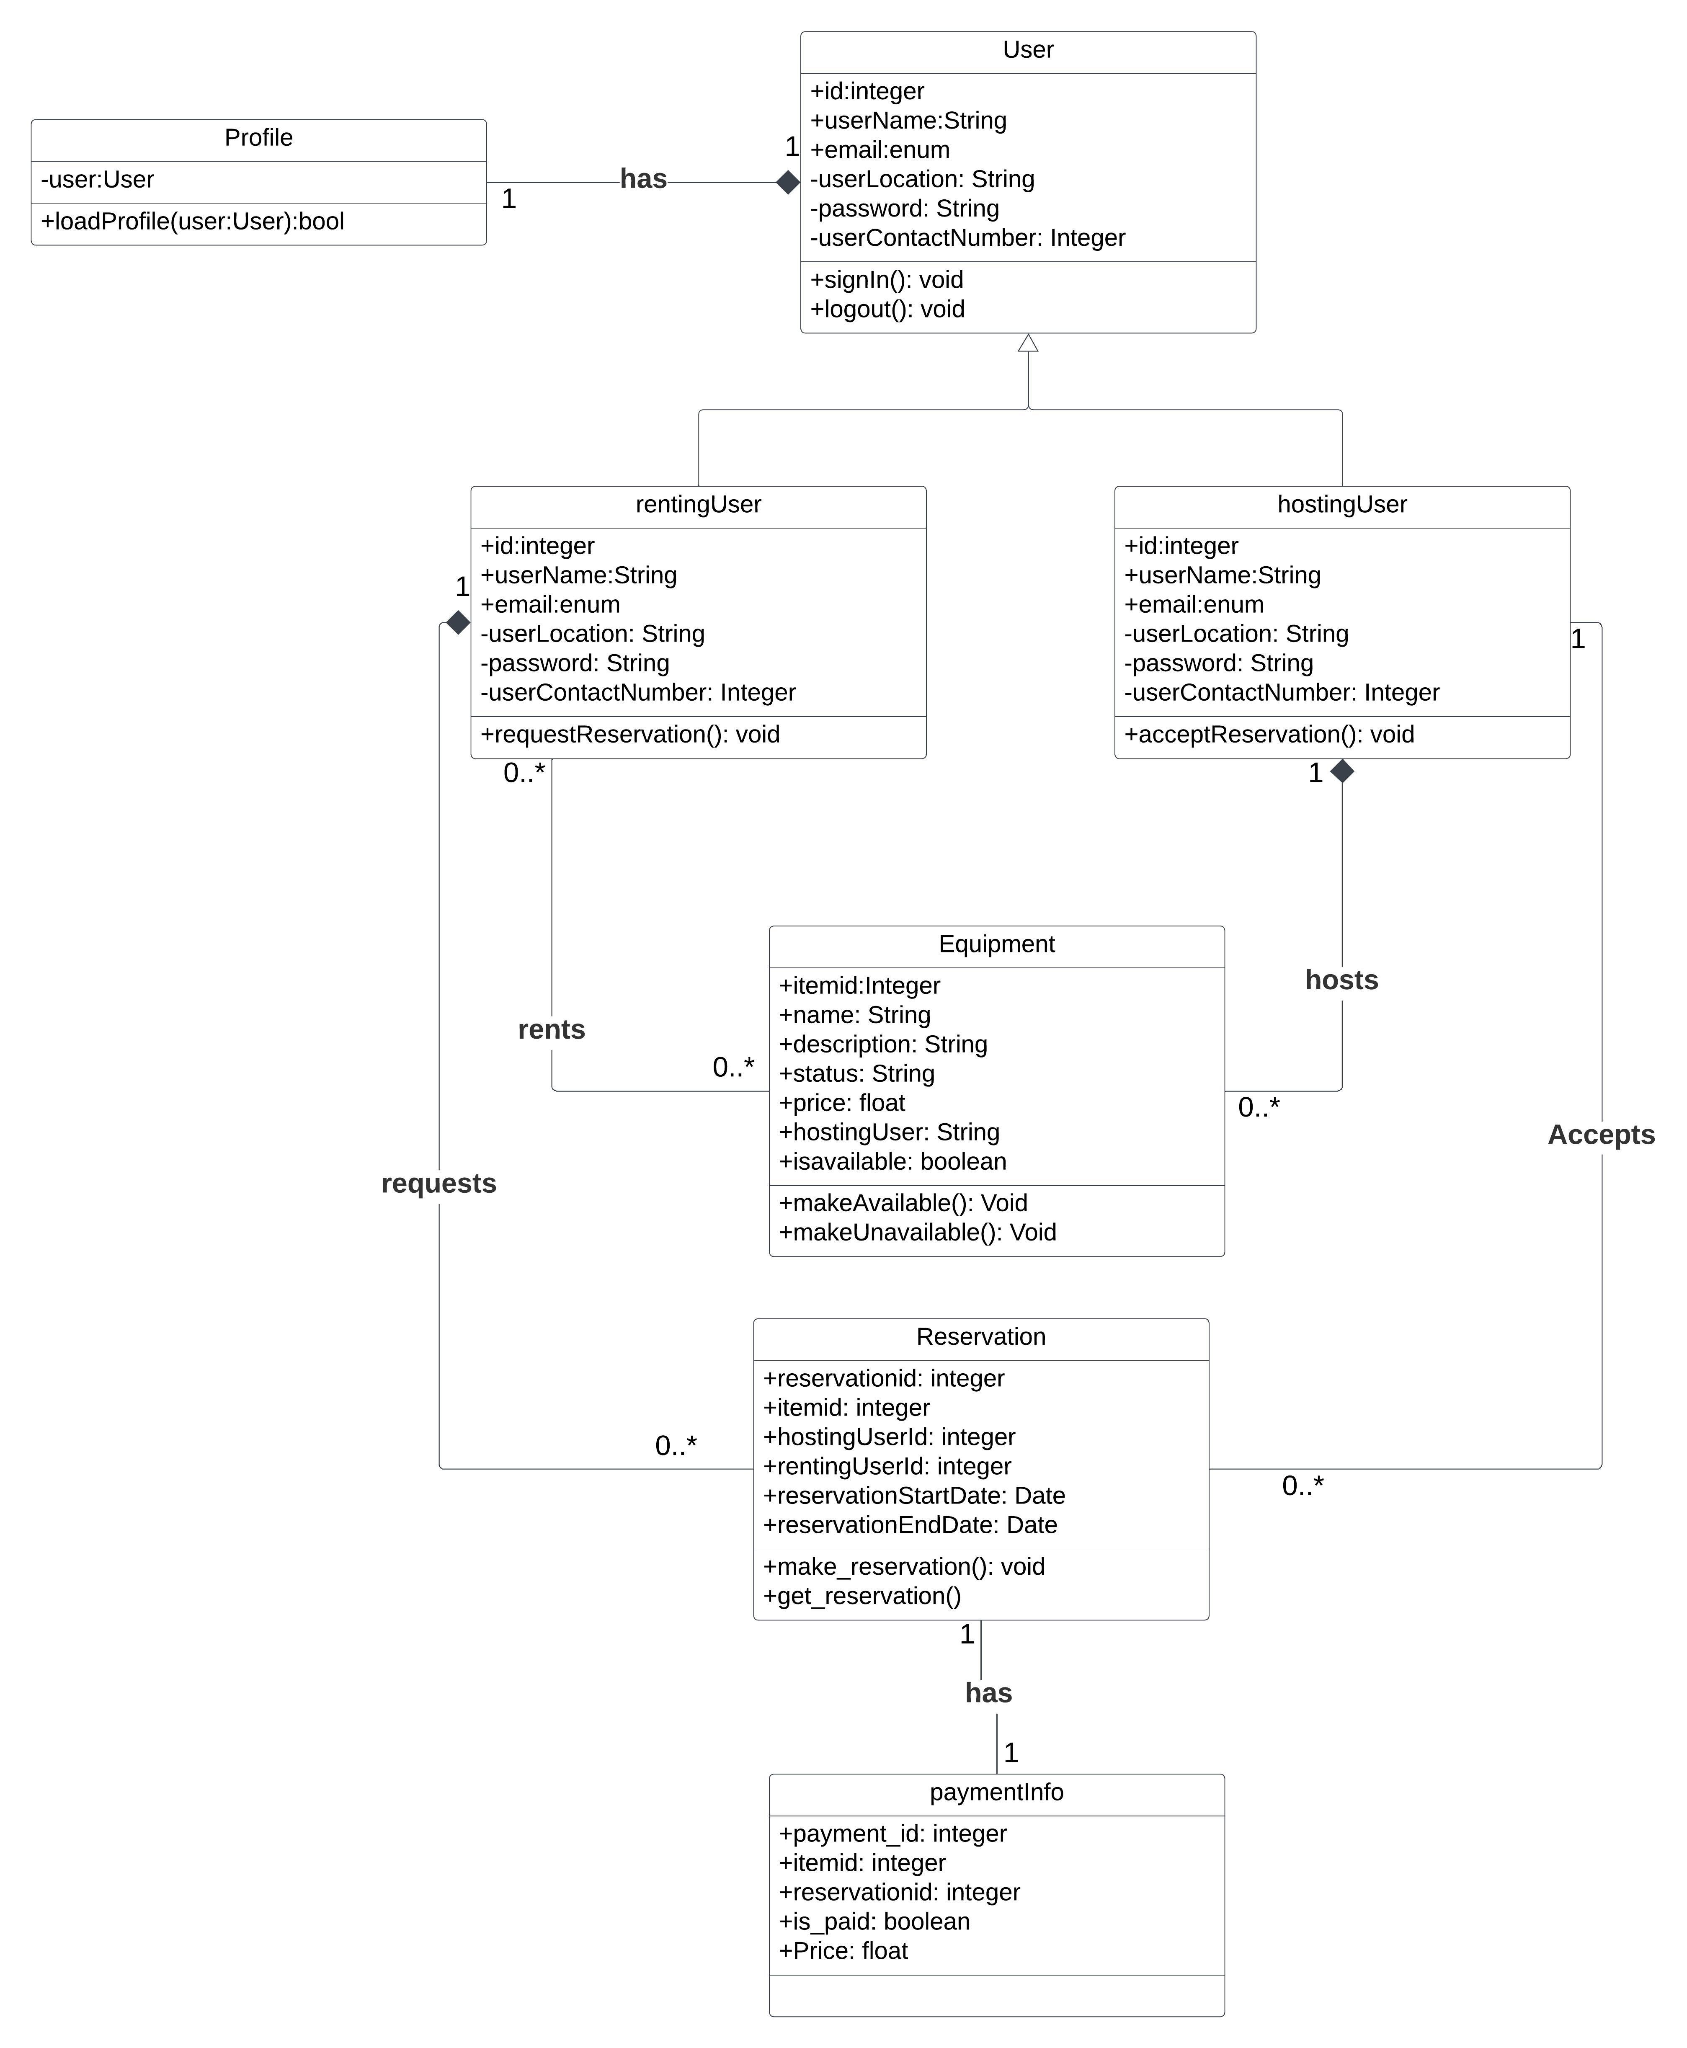 User
+id:integer
+userName:String
+email:enum
-userLocation: String
-password: String
-userContactNumber: Integer
+signIn(): void
+logout(): void
Profile
-user:User
+loadProfile(user:User):bool
1
has
1
rentingUser
+id:integer
+userName:String
+email:enum
-userLocation: String
-password: String
-userContactNumber: Integer
+requestReservation(): void
hostingUser
+id:integer
+userName:String
+email:enum
-userLocation: String
-password: String
-userContactNumber: Integer
+acceptReservation(): void
1
1
0..*
1
Equipment
+itemid:Integer
+name: String
+description: String
+status: String
+price: float
+hostingUser: String
+isavailable: boolean
+makeAvailable(): Void
+makeUnavailable(): Void
hosts
rents
0..*
0..*
Accepts
requests
Reservation
+reservationid: integer
+itemid: integer
+hostingUserId: integer
+rentingUserId: integer
+reservationStartDate: Date
+reservationEndDate: Date
+make_reservation(): void
+get_reservation()
0..*
0..*
1
has
1
paymentInfo
+payment_id: integer
+itemid: integer
+reservationid: integer
+is_paid: boolean
+Price: float